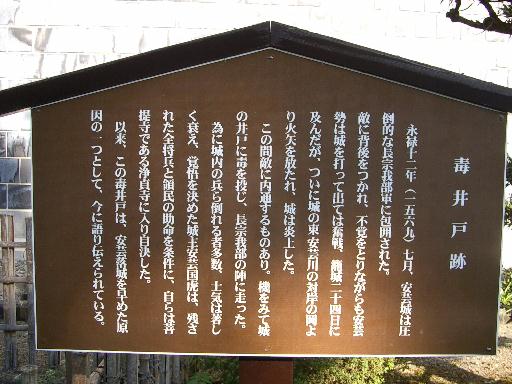 毒井戸跡
永禄十二年（一五六九）七月、安芸城は圧
倒的な長宗我部軍に包囲された。
敵に背後をつかれ、不覚をとりながらも安芸
勢は城を打って出ては奮戦、籠城二十四日に
及んだが、ついに城の東安芸川の対岸の岡よ
り火矢を放たれ、城は炎上した。
この間敵に内通するものあり。機をみて城
の井戸に毒を投じ、長宗我部の陣に走った。
為に城内の兵ら倒れる者多数、士気は著し
く衰え、覚悟を決めた城主安芸国虎は、残さ
れた全将兵と領民の助命を条件に、自らは菩
提寺である浄貞寺に入り自決した。
以来、この毒井戸は、安芸落城を早めた原
因の一つとして、今に語り伝えられている。